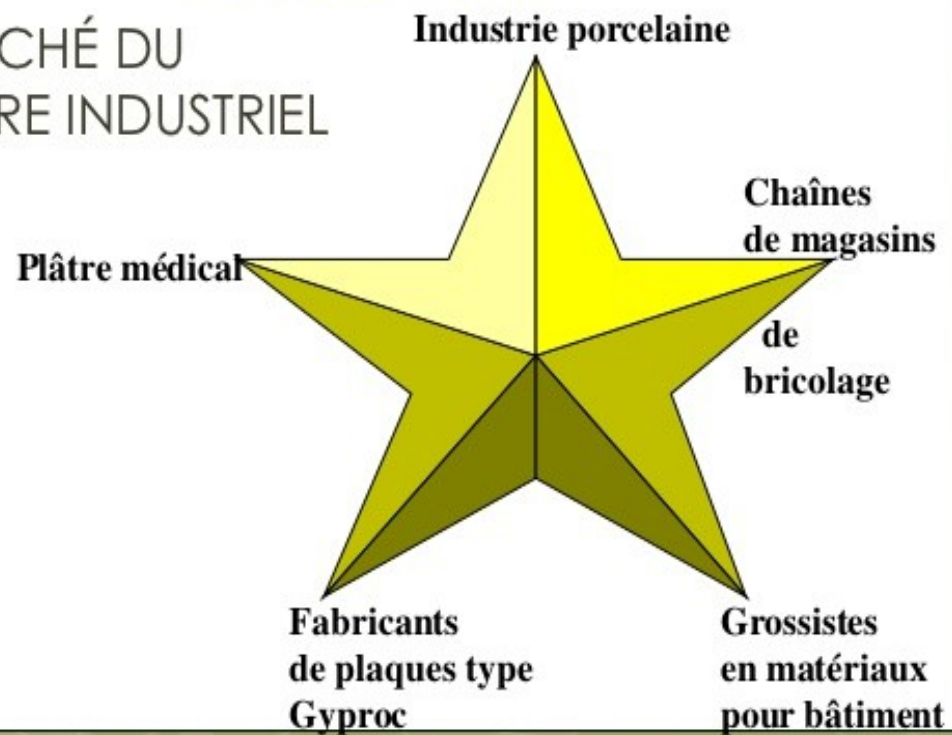 CHÉ DU
RE INDUSTRIEL
Industrie porcelaine
Chaînes
de magasins
de
bricolage
Plâtre médical
Fabricants
de plaques type
Gyproc
Grossistes
en matériaux
pour bâtiment